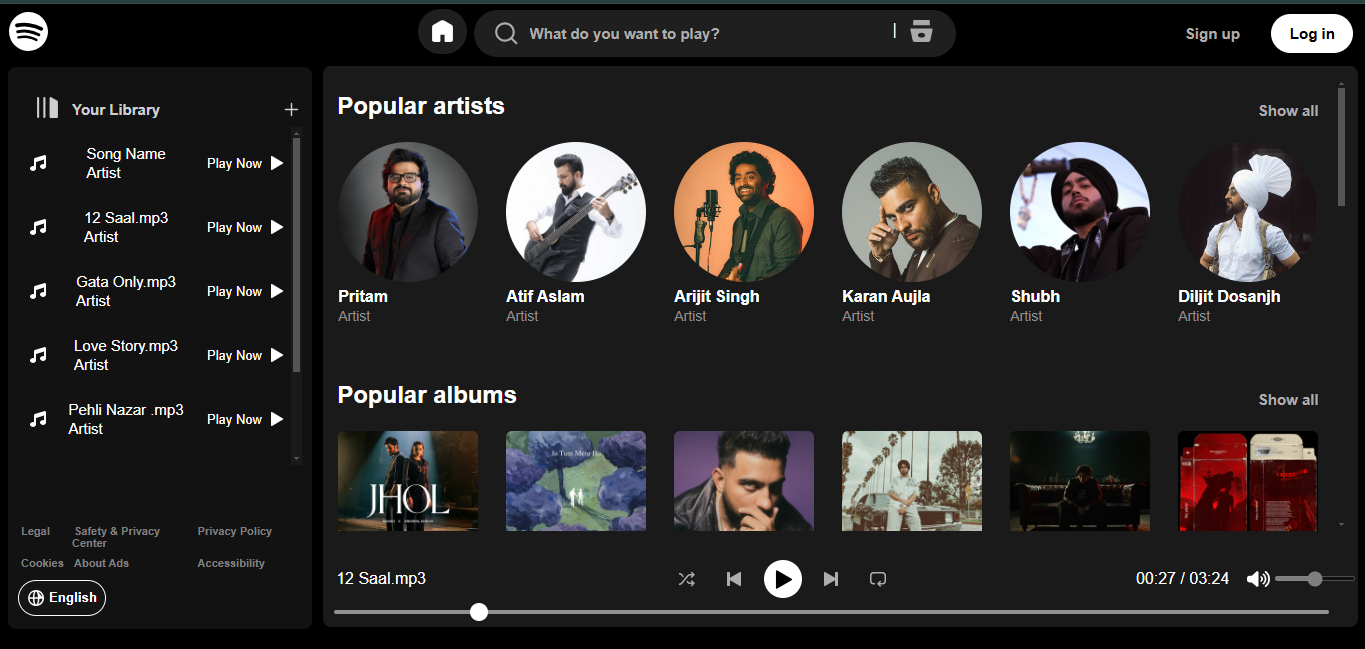 What do you want to play?
Sign up
Log in
Your Library
Song Name
Artist
Play Now
12 Saal.mp3
Artist
Play Now
Gata Only.mp3
Artist
Play Now
Love Story.mp3
Artist
Play Now
Pehli Nazar .mp3
Artist
Play Now
Legal
Safety & Privacy
Center
Privacy Policy
Cookies
About Ads
Accessibility
English
Popular artists
Show all
Pritam
Artist
Atif Aslam
Artist
Arijit Singh
Artist
Karan Aujla
Artist
Shubh
Artist
Diljit Dosanjh
Artist
Popular albums
Show all
JHOL
Jo Tum Mere Ho
12 Saal.mp3
00:27 / 03:24